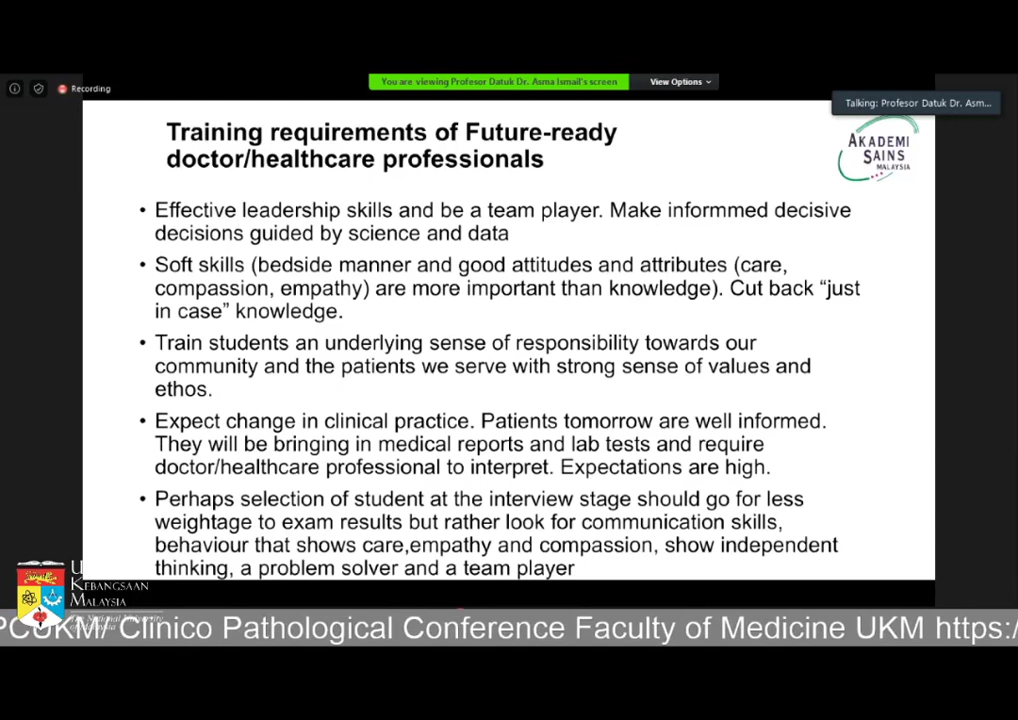 You are viewing Profesor Datuk Dr. Asma Ismail's screen
View Options
Recording
Talking: Profesor Datuk Dr. Asm...
Training requirements of Future-ready
doctor/healthcare professionals
AKADEMI
SAINS
MALAYSIA
• Effective leadership skills and be a team player. Make informmed decisive
decisions guided by science and data
• Soft skills (bedside manner and good attitudes and attributes (care,
compassion, empathy) are more important than knowledge). Cut back “just
in case” knowledge.
• Train students an underlying sense of responsibility towards our
community and the patients we serve with strong sense of values and
ethos.
• Expect change in clinical practice. Patients tomorrow are well informed.
They will be bringing in medical reports and lab tests and require
doctor/healthcare professional to interpret. Expectations are high.
• Perhaps selection of student at the interview stage should go for less
weightage to exam results but rather look for communication skills,
behaviour that shows care,empathy and compassion, show independent
thinking, a problem solver and a team player
KEBANGSAAN
MALAYSIA
The National University
PCUKM/ Clinico Pathological Conference Faculty of Medicine UKM https:/